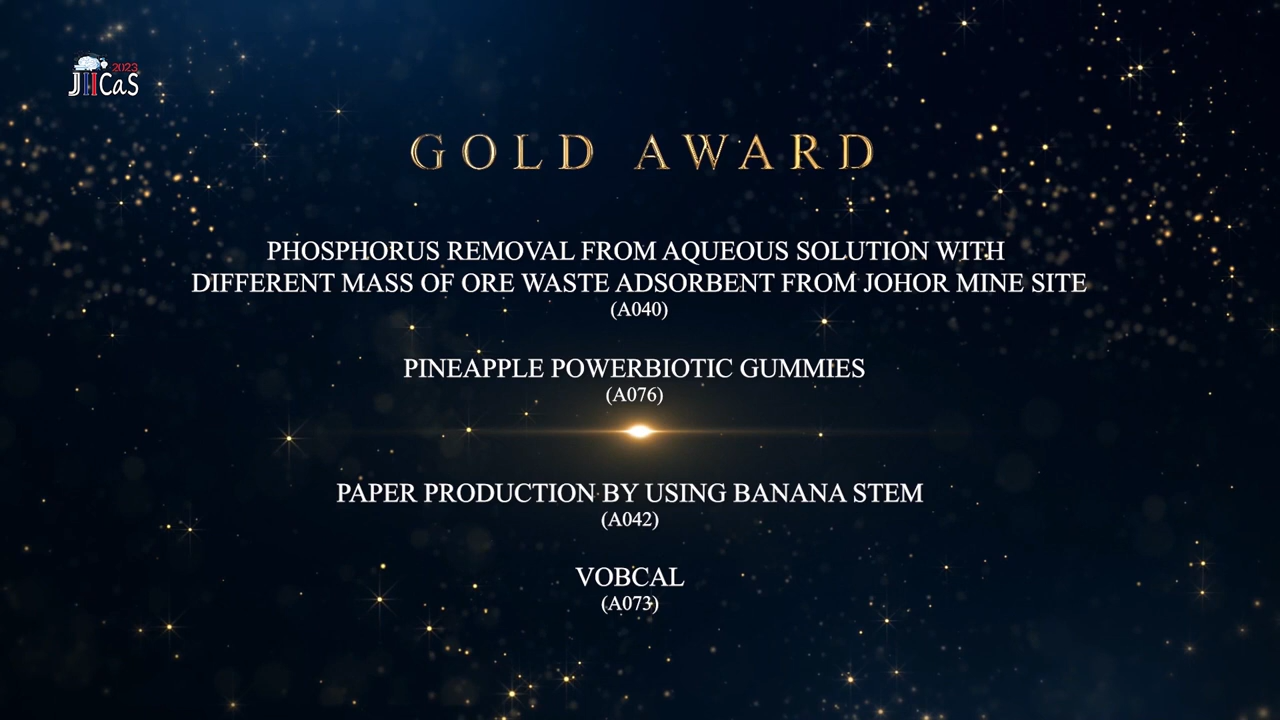 2023
JIICaS
GOLD AWARD
PHOSPHORUS REMOVAL FROM AQUEOUS SOLUTION WITH
DIFFERENT MASS OF ORE WASTE ADSORBENT FROM JOHOR MINE SITE
(A040)
PINEAPPLE POWERBIOTIC GUMMIES
(A076)
PAPER PRODUCTION BY USING BANANA STEM
(A042)
VOBCAL
(A073)